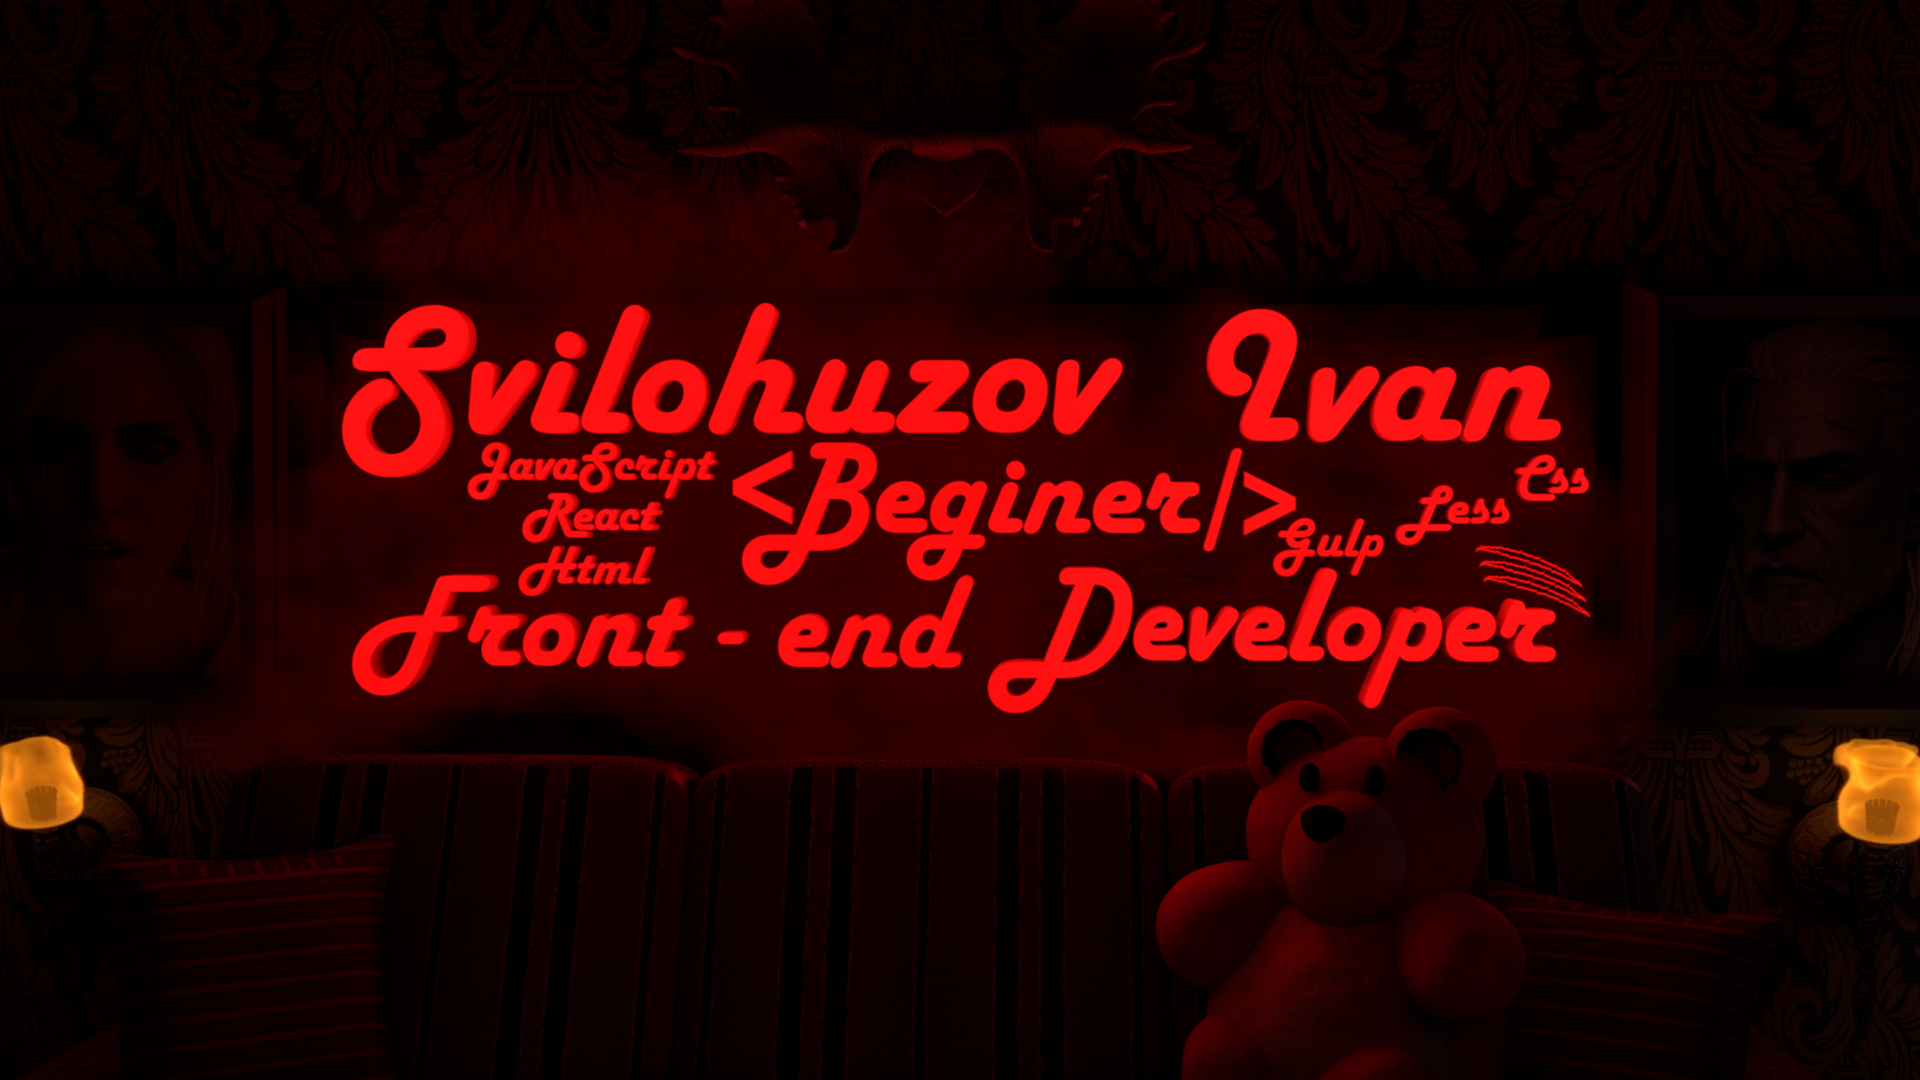 Svilohuzov Ivan
JavaScript <Beginer/> Css
React Gulp Less
Html
Front - end Developer